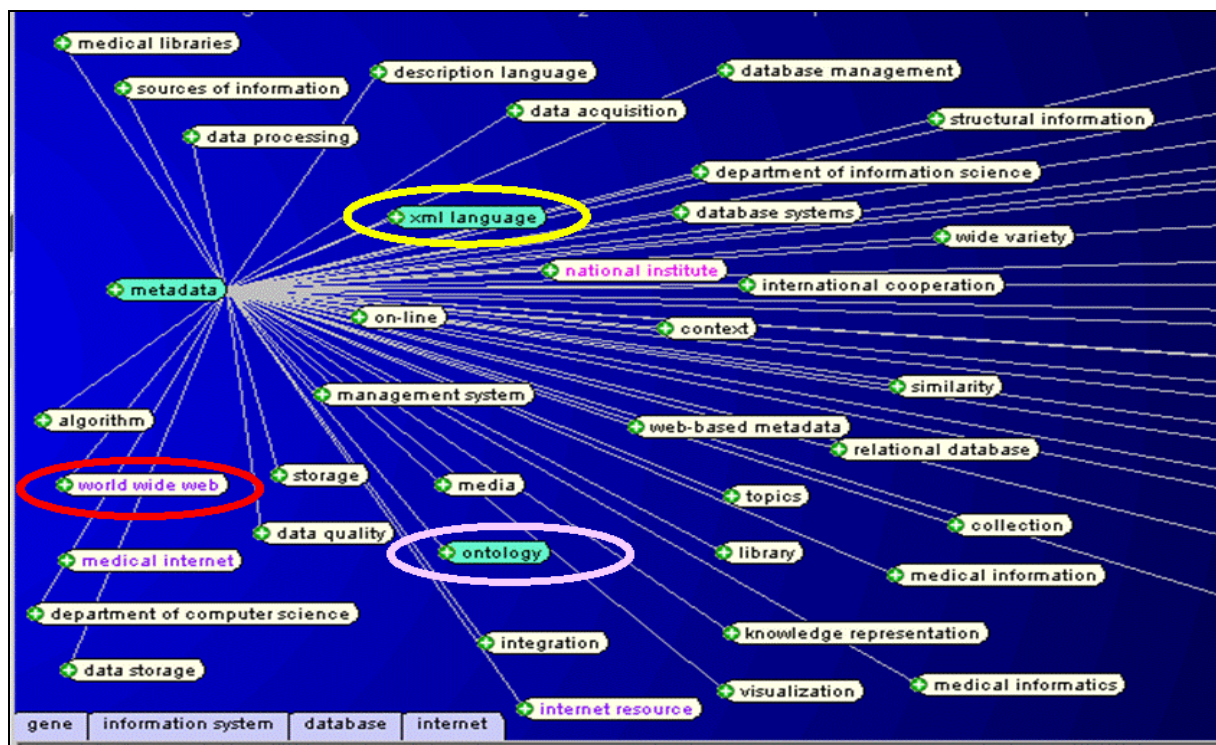 medical libraries
description language
database management
sources of information
data acquisition
structural information
data processing
department of information science
xml language
database systems
wide variety
national institute
metadata
international cooperation
on-line
context
similarity
management system
algorithm
web-based metadata
relational database
storage
world wide web
media
topics
collection
data quality
ontology
library
medical internet
medical information
department of computer science
integration
knowledge representation
data storage
visualization
medical informatics
internet resource
gene
information system
database
internet